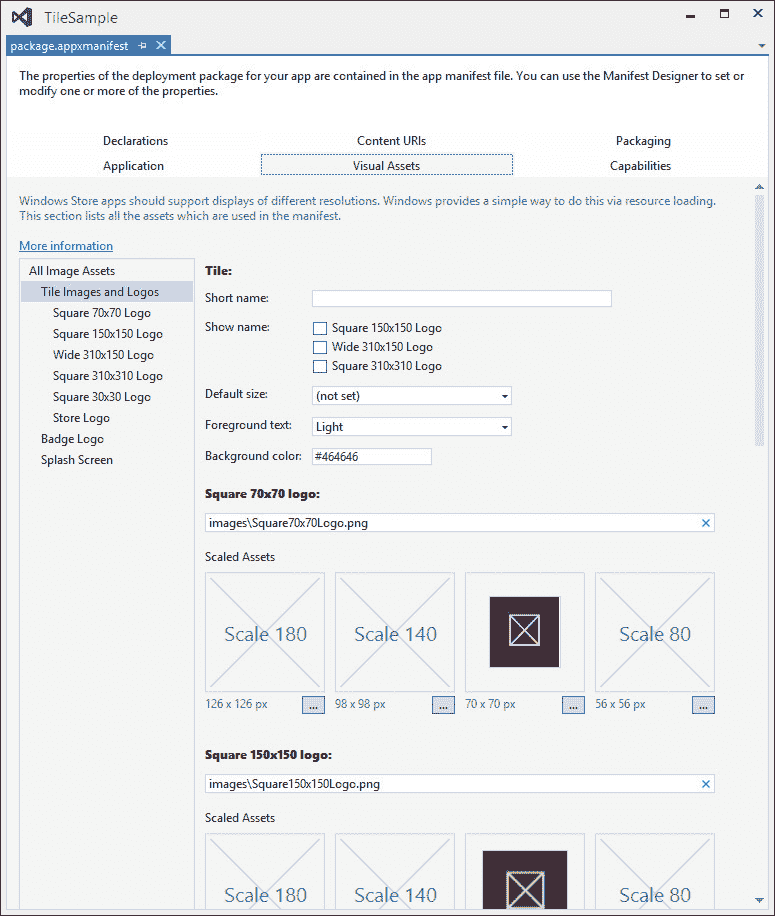 TileSample
package.appxmanifest
The properties of the deployment package for your app are contained in the app manifest file. You can use the Manifest Designer to set or
modify one or more of the properties.
Declarations
Content URIs
Packaging
Application
Visual Assets
Capabilities
Windows Store apps should support displays of different resolutions. Windows provides a simple way to do this via resource loading.
This section lists all the assets which are used in the manifest.
More information
All Image Assets
Tile Images and Logos
Square 70x70 Logo
Square 150x150 Logo
Wide 310x150 Logo
Square 310x310 Logo
Square 30x30 Logo
Store Logo
Badge Logo
Splash Screen
Tile:
Short name:
Show name:
Square 150x150 Logo
Wide 310x150 Logo
Square 310x310 Logo
Default size:
(not set)
Foreground text:
Light
Background color:
#464646
Square 70x70 logo:
images\Square70x70Logo.png
Scaled Assets
Scale 180
Scale 140
Scale 80
126 x 126 px
...
98 x 98 px
...
70 x 70 px
...
56 x 56 px
...
Square 150x150 logo:
images\Square150x150Logo.png
Scaled Assets
Scale 180
Scale 140
Scale 80